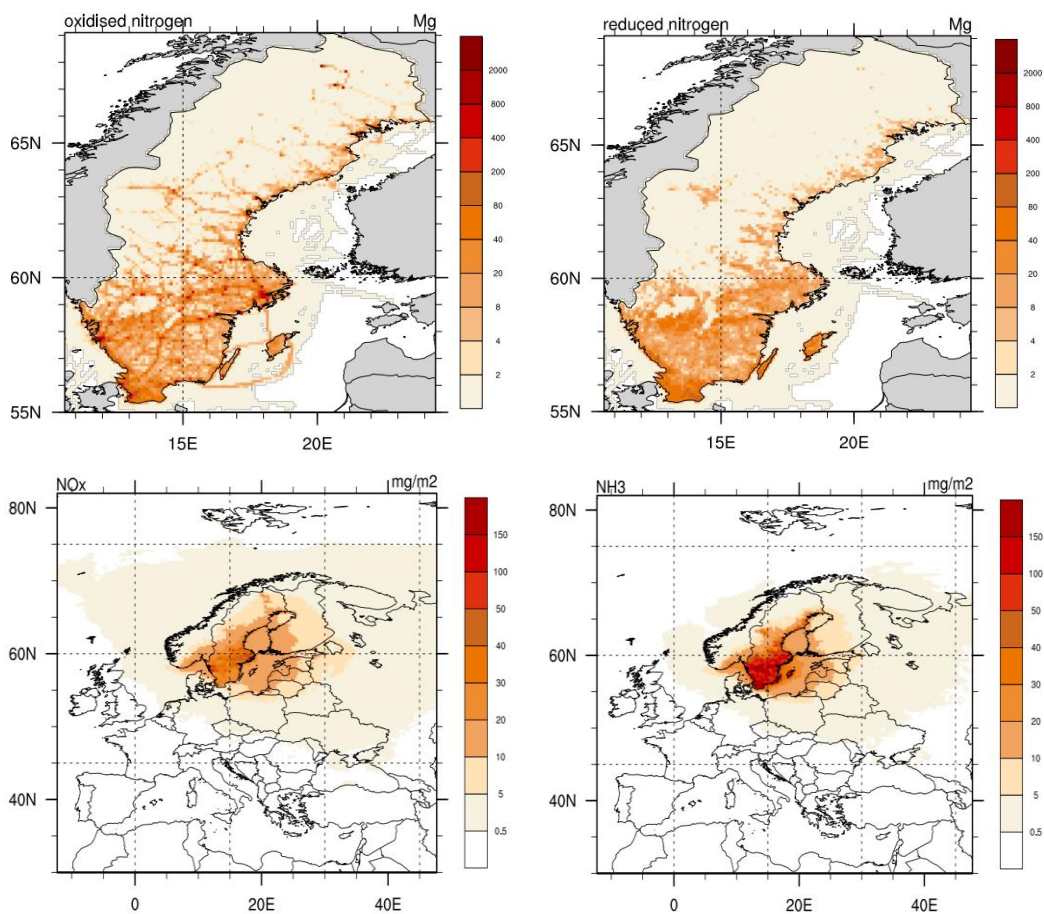 oxidised nitrogen Mg
2000
800
400
200
80
40
20
8
4
2
65N
60N
55N
15E 20E
reduced nitrogen Mg
2000
800
400
200
80
40
20
8
4
2
65N
60N
55N
15E 20E
NOx mg/m2
150
100
50
40
30
20
10
5
0.5
80N
60N
40N
0 20E 40E
NH3 mg/m2
150
100
50
40
30
20
10
5
0.5
80N
60N
40N
0 20E 40E